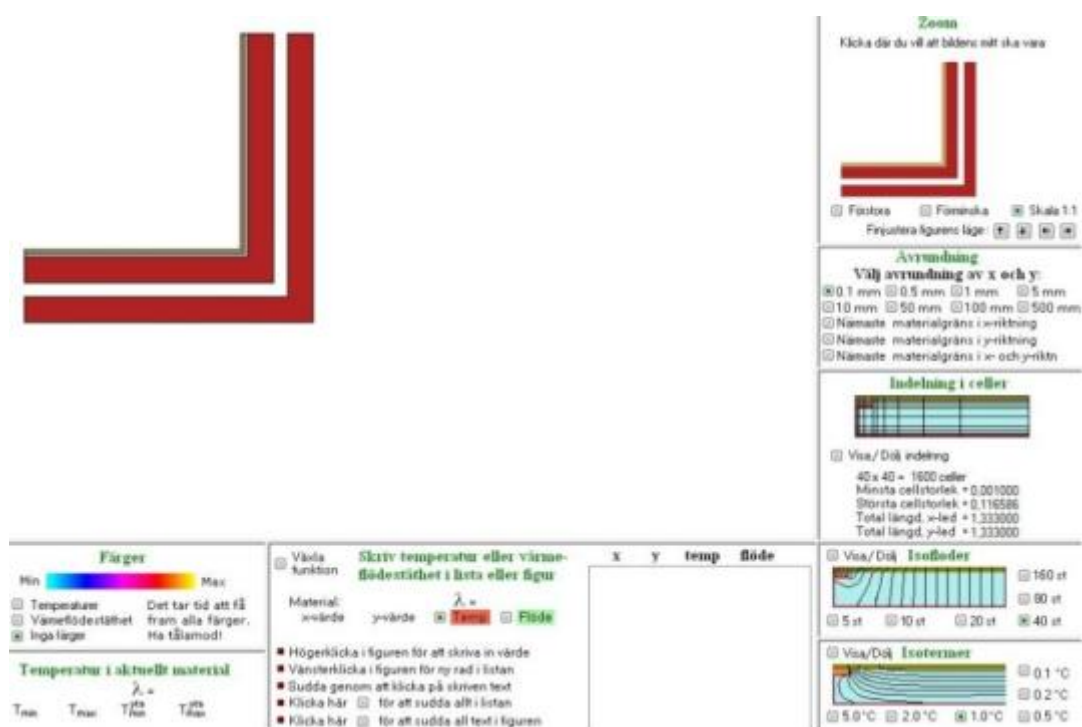 Zoom
Klicka där du vill att bildens mitt ska vara
Förstora Förminska Skala 1:1
Finjustera figurens läge:
Avrundning
Välj avrundning av x och y:
0.1 mm 0.5 mm 1 mm 5 mm
10 mm 50 mm 100 mm 500 mm
Närmaste materialgräns i x-riktning
Närmaste materialgräns i y-riktning
Närmaste materialgräns i x- och y-riktn
Indelning i celler
Visa / Dölj indelning
40 x 40 = 1600 celler
Minsta cellstorlek = 0,001000
Största cellstorlek = 0,116586
Total längd, x-led = 1,333000
Total längd, y-led = 1,333000
Färger
Min Max
Temperaturer
Värmeflödestäthet
Inga färger
Det tar tid att få
fram alla färger.
Ha tålamod!
Temperatur i aktuellt material
λ =
Tmin Tmax Tytamin Tytamax
Växla
funktion
Skriv temperatur eller värme-
flödestäthet i lista eller figur
Material: λ =
x-värde y-värde Temp Flöde
Högerklicka i figuren för att skriva in värde
Vänsterklicka i figuren för ny rad i listan
Sudda genom att klicka på skriven text
Klicka här för att sudda allt i listan
Klicka här för att sudda all text i figuren
x y temp flöde
Visa / Dölj Isoflöder
160 st
80 st
5 st 10 st 20 st 40 st
Visa / Dölj Isotermer
0.1 °C
0.2 °C
5.0 °C 2.0 °C 1.0 °C 0.5 °C